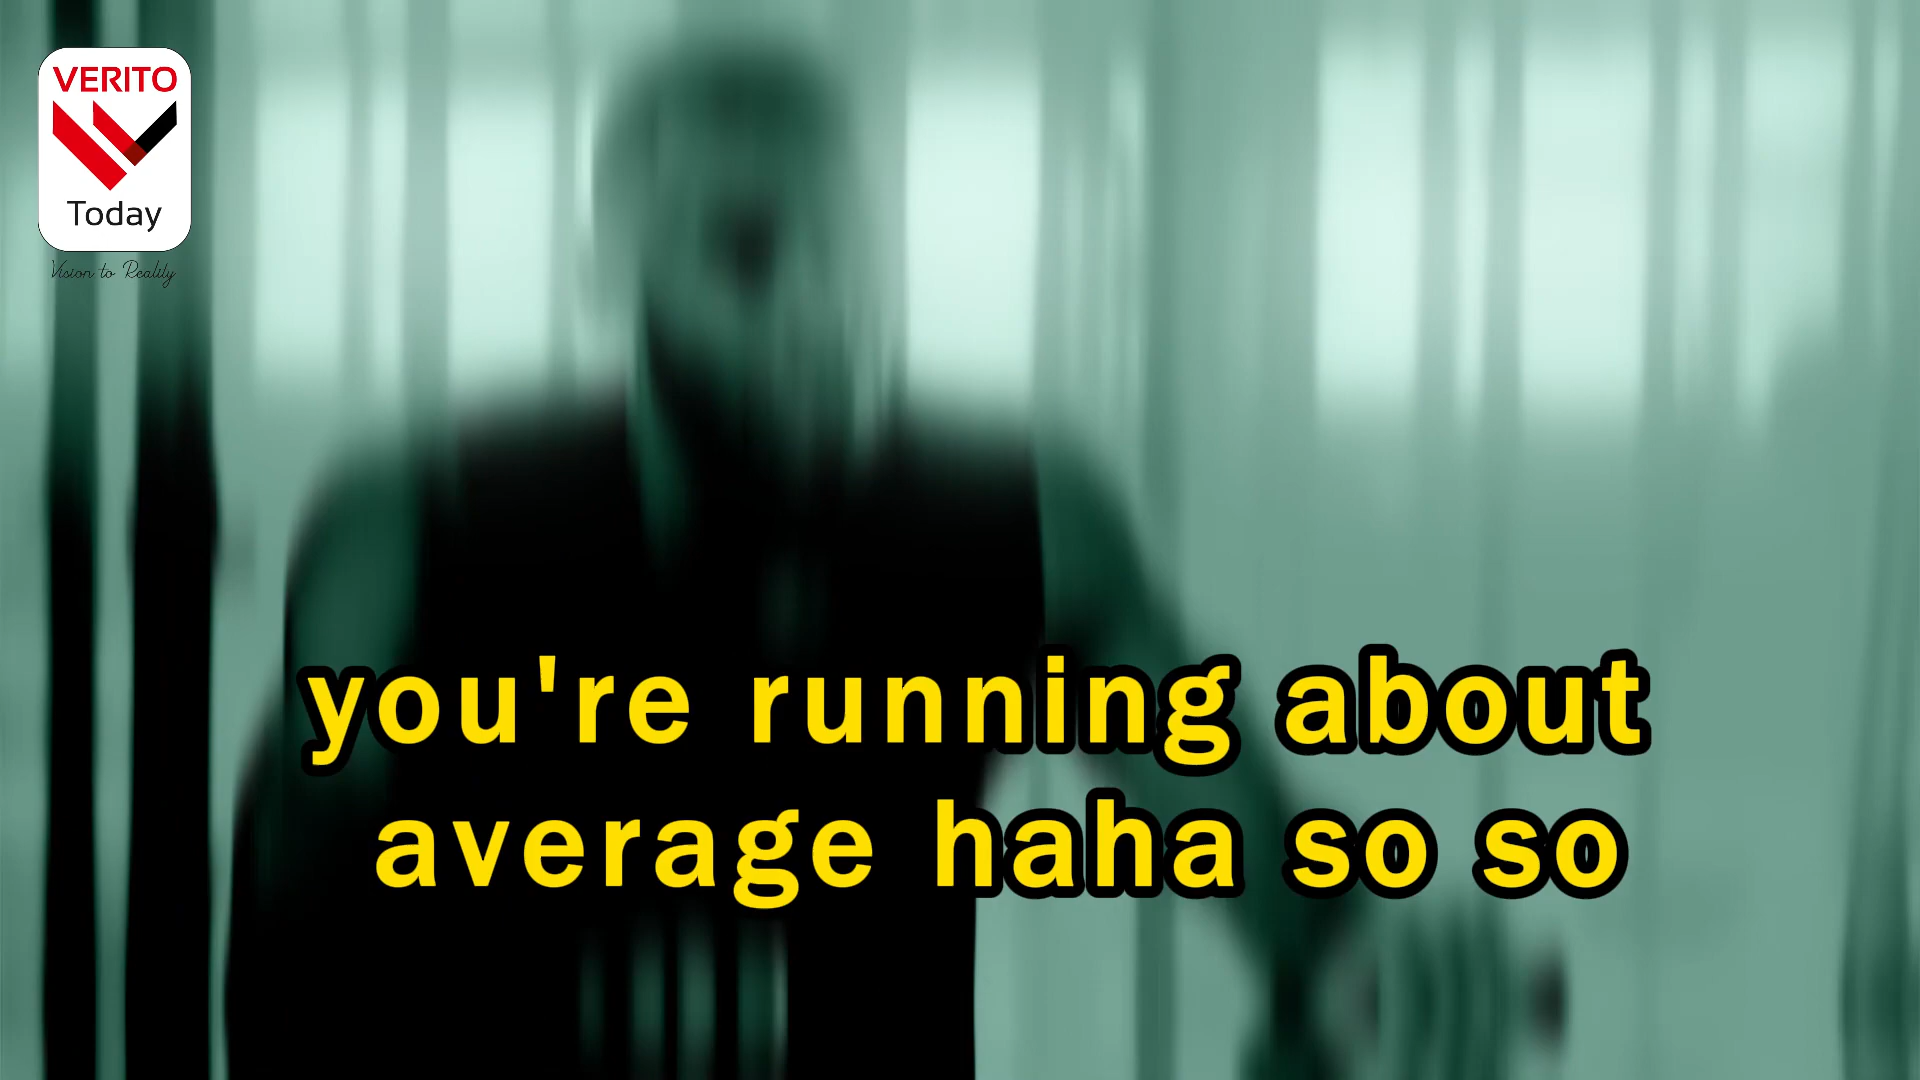 VERITO
Today
Vision to Reality
you're running about
average haha so so